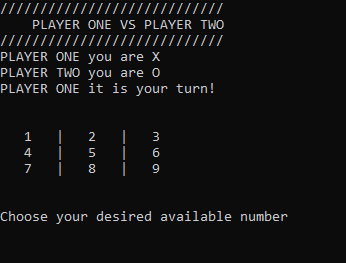 ////////////////////////////
PLAYER ONE VS PLAYER TWO
////////////////////////////
PLAYER ONE you are X
PLAYER TWO you are O
PLAYER ONE it is your turn!
1 | 2 | 3
4 | 5 | 6
7 | 8 | 9
Choose your desired available number